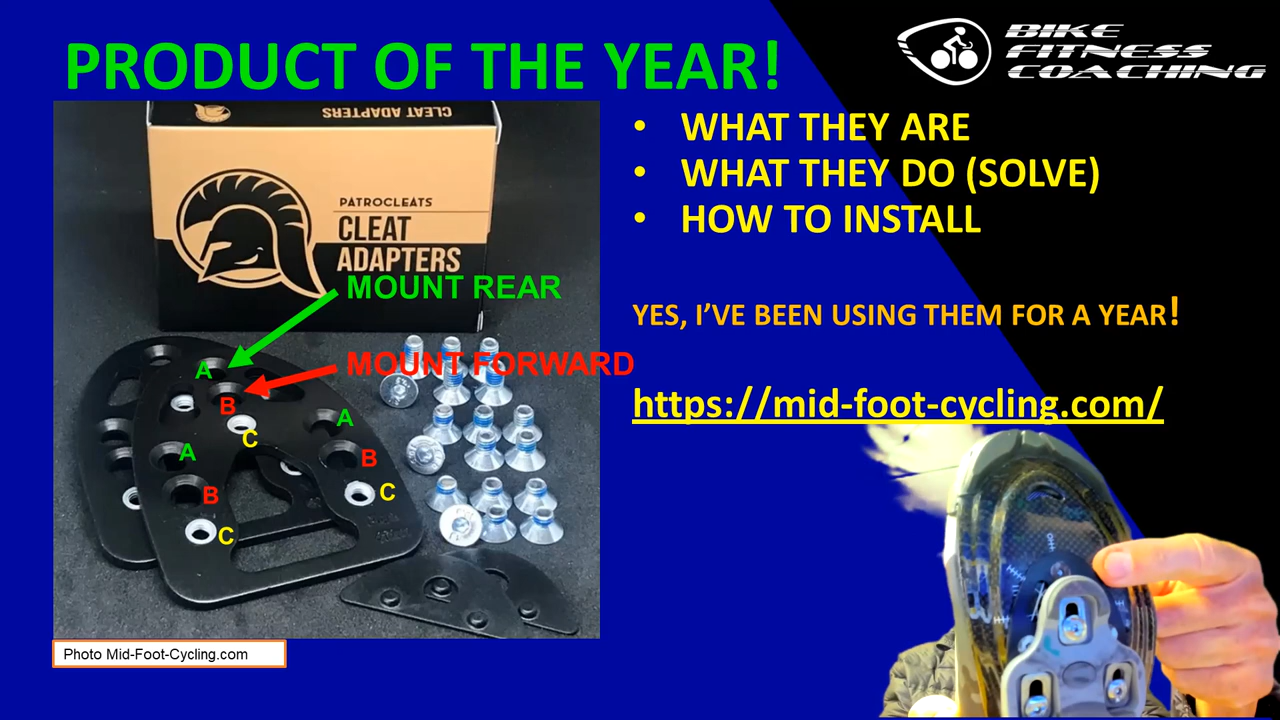 PRODUCT OF THE YEAR!
BIKE
FITNESS
COACHING
• WHAT THEY ARE
• WHAT THEY DO (SOLVE)
• HOW TO INSTALL
YES, I’VE BEEN USING THEM FOR A YEAR!
https://mid-foot-cycling.com/
CLEAT ADAPTERS
PATROCLEATS
CLEAT
ADAPTERS
MOUNT REAR
MOUNT FORWARD
A
B
C
A
B
C
A
B
C
Photo Mid-Foot-Cycling.com